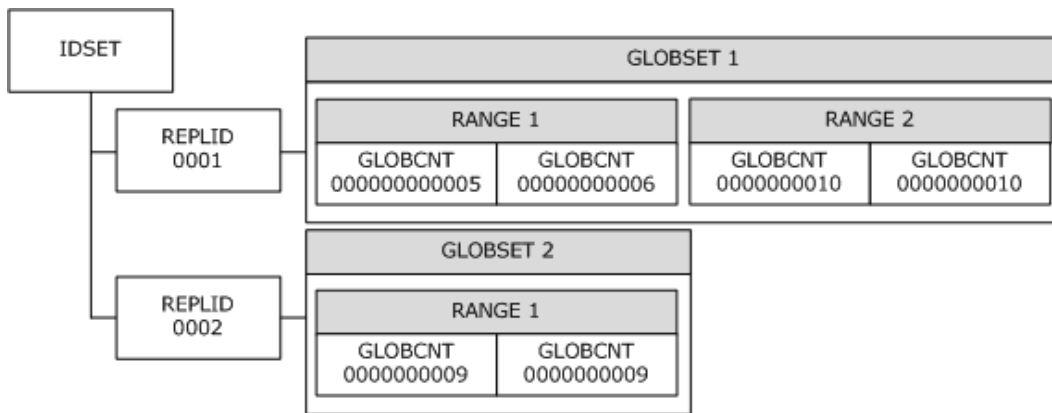 IDSET
GLOBSET 1
REPLID
0001
RANGE 1
RANGE 2
GLOBCNT
000000000005
GLOBCNT
00000000006
GLOBCNT
0000000010
GLOBCNT
0000000010
GLOBSET 2
REPLID
0002
RANGE 1
GLOBCNT
0000000009
GLOBCNT
0000000009